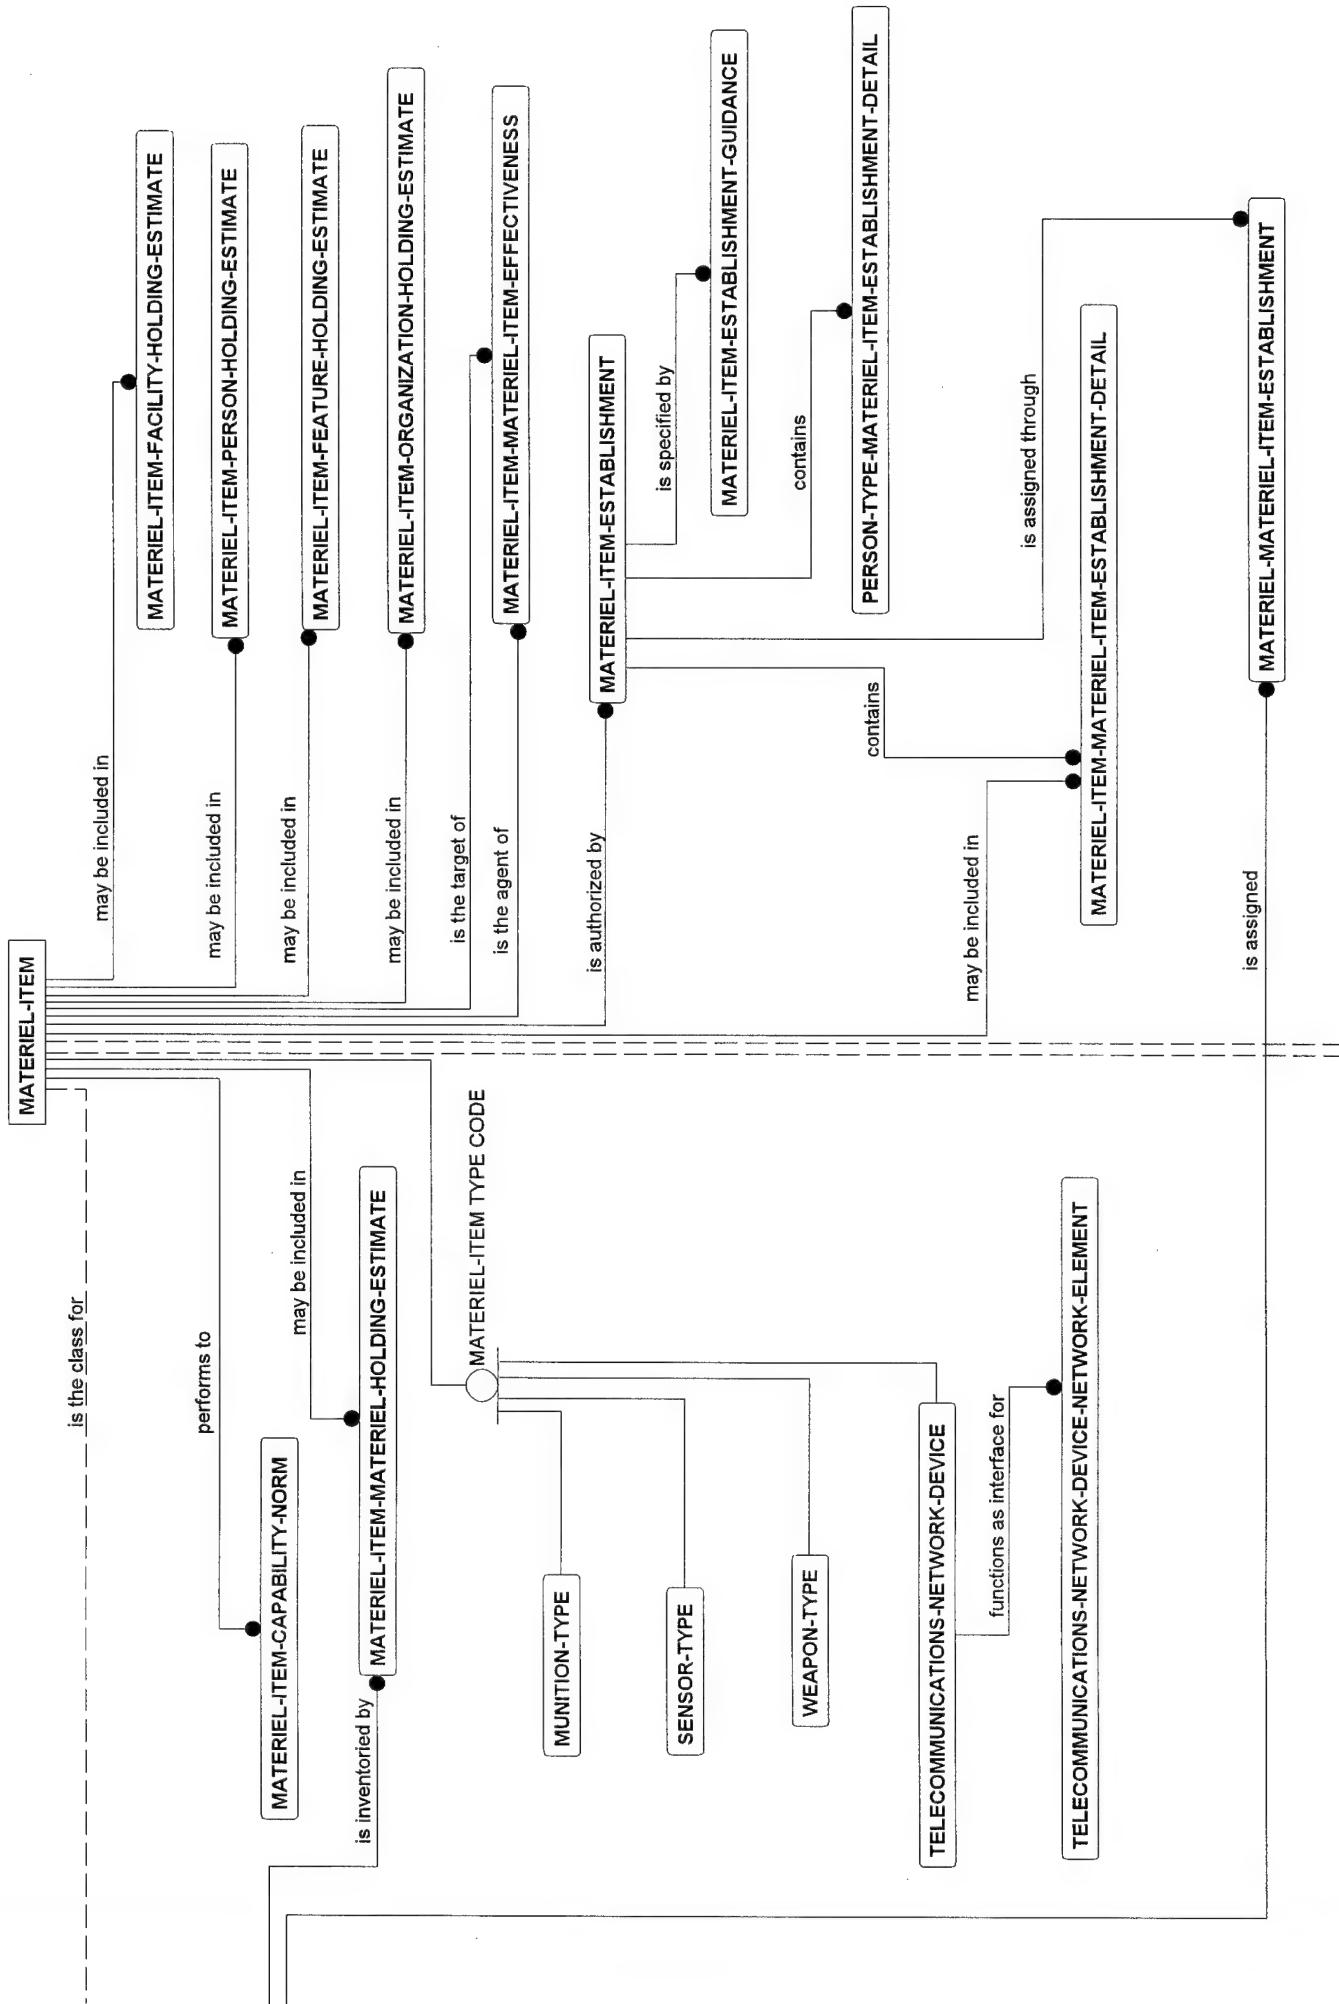 MATERIEL-ITEM
is the class for
performs to
MATERIEL-ITEM-CAPABILITY-NORM
may be included in
MATERIEL-ITEM-MATERIEL-HOLDING-ESTIMATE
is inventoried by
MATERIEL-ITEM TYPE CODE
MUNITION-TYPE
SENSOR-TYPE
WEAPON-TYPE
TELECOMMUNICATIONS-NETWORK-DEVICE
functions as interface for
TELECOMMUNICATIONS-NETWORK-DEVICE-NETWORK-ELEMENT
may be included in
MATERIEL-ITEM-FACILITY-HOLDING-ESTIMATE
may be included in
MATERIEL-ITEM-PERSON-HOLDING-ESTIMATE
may be included in
MATERIEL-ITEM-FEATURE-HOLDING-ESTIMATE
may be included in
MATERIEL-ITEM-ORGANIZATION-HOLDING-ESTIMATE
is the target of
is the agent of
MATERIEL-ITEM-MATERIEL-ITEM-EFFECTIVENESS
is authorized by
MATERIEL-ITEM-ESTABLISHMENT
is specified by
MATERIEL-ITEM-ESTABLISHMENT-GUIDANCE
contains
PERSON-TYPE-MATERIEL-ITEM-ESTABLISHMENT-DETAIL
contains
may be included in
MATERIEL-ITEM-MATERIEL-ITEM-ESTABLISHMENT-DETAIL
is assigned through
is assigned
MATERIEL-MATERIEL-ITEM-ESTABLISHMENT